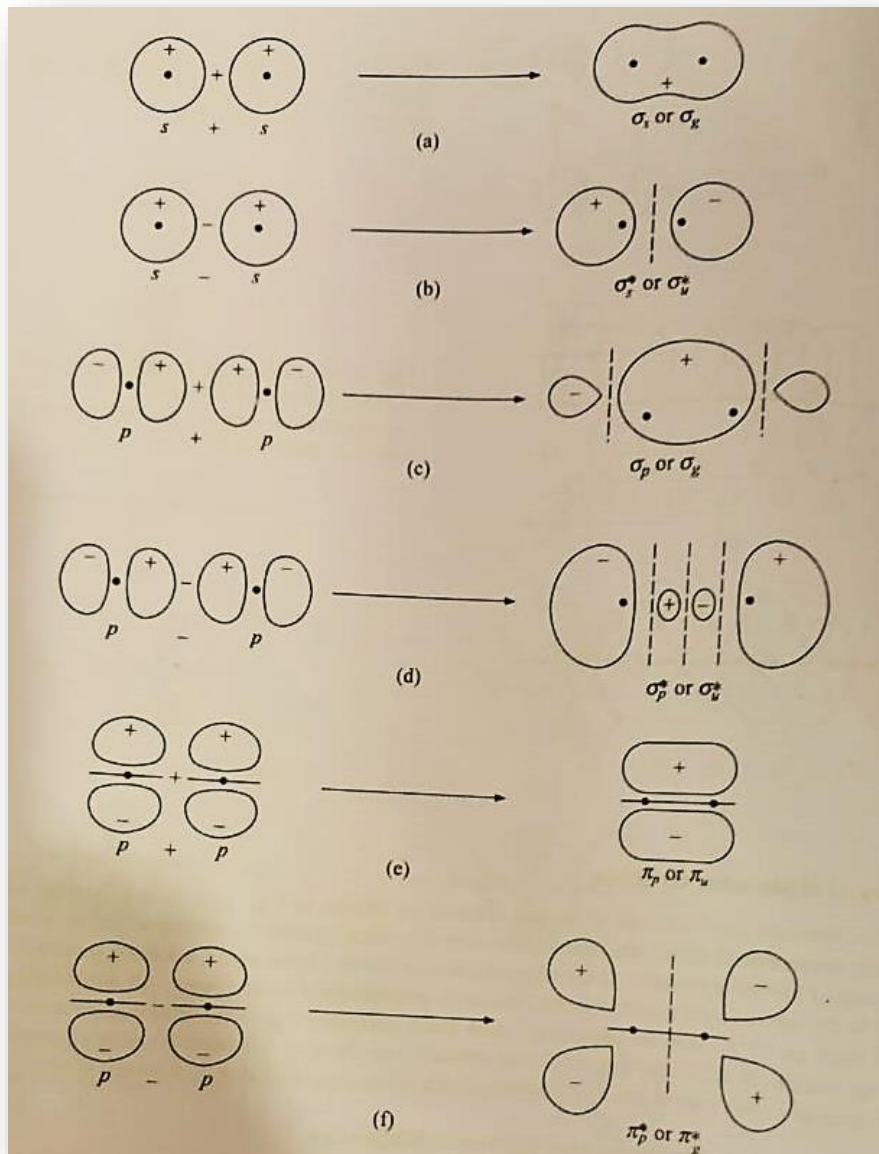 + + +
s + s
+
σs or σg
(a)
+ - +
s - s
+ -
σs* or σu*
(b)
- + + + -
p + p
- +
σp or σg
(c)
- + - + -
p - p
- + - +
σp* or σu*
(d)
+ + +
- -
p + p
+
-
πp or πu
(e)
+ - +
- -
p - p
+ -
- +
πp* or πg*
(f)